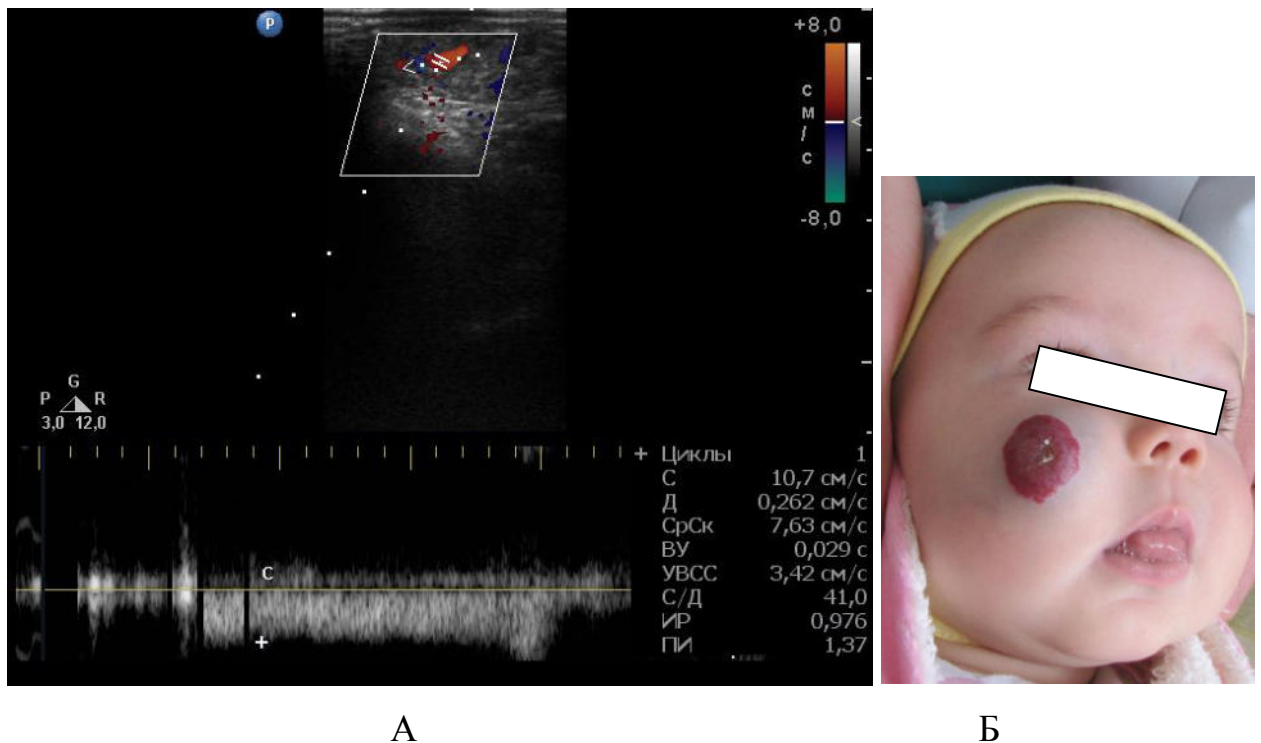 P
+8,0
см/с
<
-8,0
G
P R
3,0 12,0
+ Циклы 1
С 10,7 см/с
Д 0,262 см/с
СрСк 7,63 см/с
ВУ 0,029 с
УВСС 3,42 см/с
С/Д 41,0
ИР 0,976
ПИ 1,37
С
+
А Б